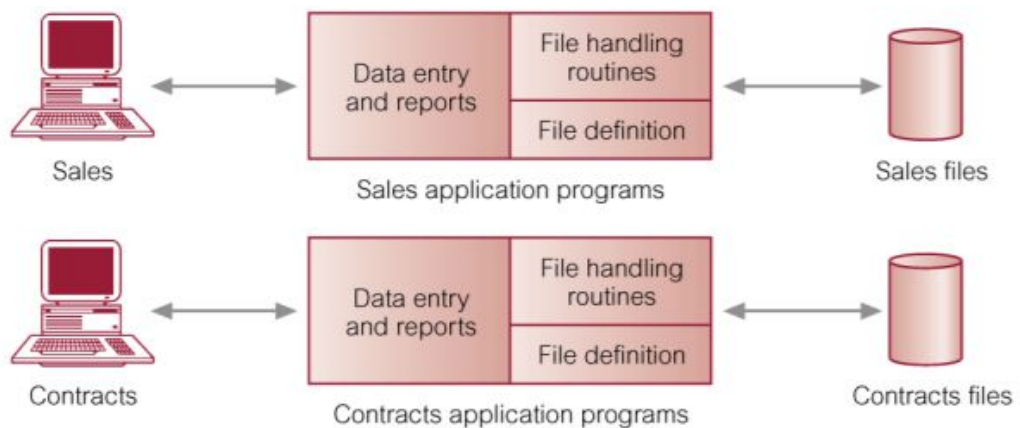 Sales
Data entry
and reports
File handling
routines
File definition
Sales application programs
Sales files
Contracts
Data entry
and reports
File handling
routines
File definition
Contracts application programs
Contracts files